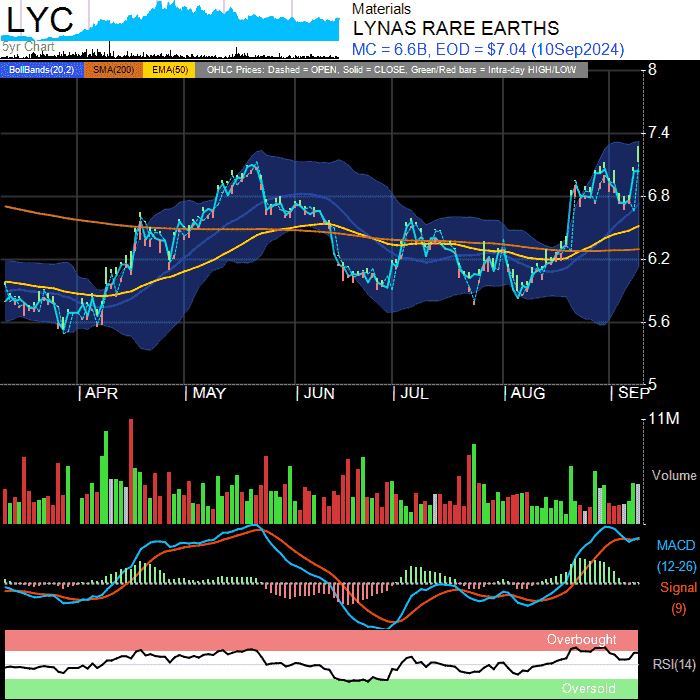 LYC
5yr Chart
Materials
LYNAS RARE EARTHS
MC = 6.6B, EOD = $7.04 (10Sep2024)
BollBands(20,2) SMA(200) EMA(50) OHLC Prices: Dashed = OPEN, Solid = CLOSE, Green/Red bars = Intra-day HIGH/LOW
8
7.4
6.8
6.2
5.6
5
| APR | MAY | JUN | JUL | AUG | SEP
11M
Volume
MACD
(12-26)
Signal
(9)
Overbought
RSI(14)
Oversold